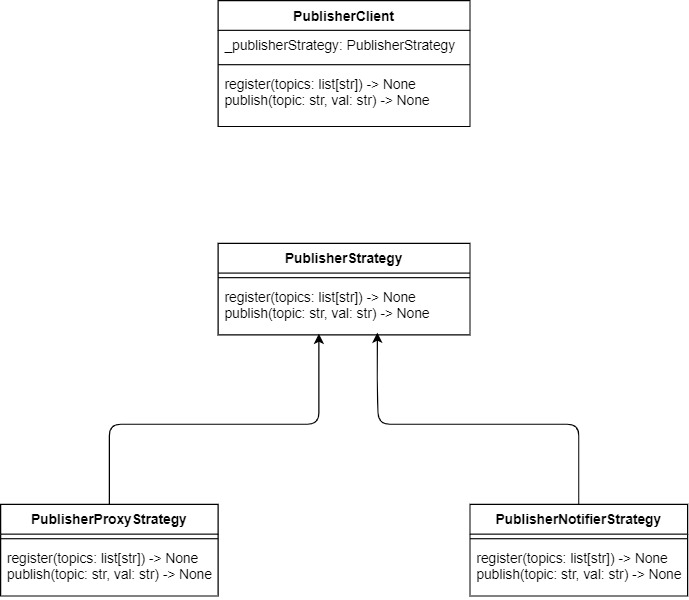 PublisherClient
_publisherStrategy: PublisherStrategy
register(topics: list[str]) -> None
publish(topic: str, val: str) -> None
PublisherStrategy
register(topics: list[str]) -> None
publish(topic: str, val: str) -> None
PublisherProxyStrategy
register(topics: list[str]) -> None
publish(topic: str, val: str) -> None
PublisherNotifierStrategy
register(topics: list[str]) -> None
publish(topic: str, val: str) -> None